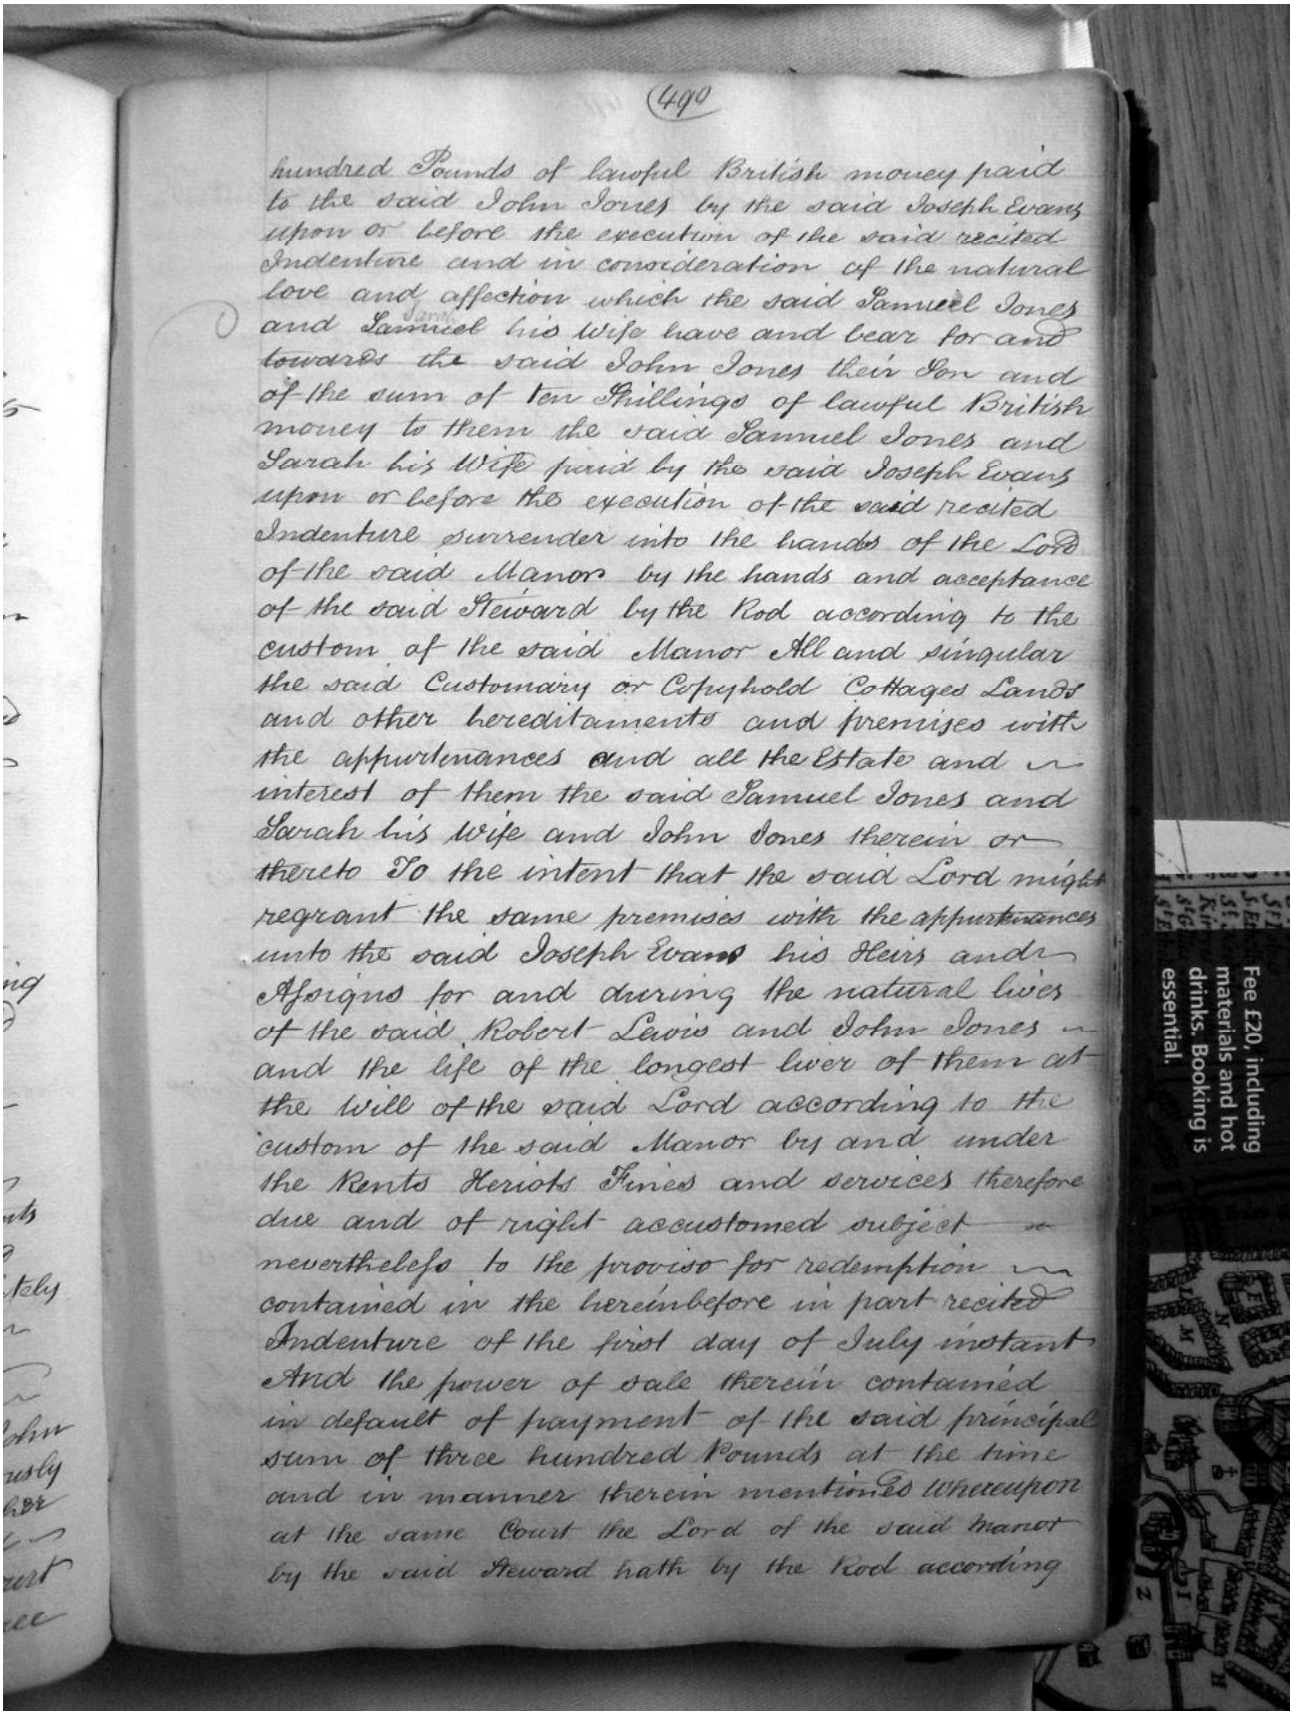 490
hundred Pounds of lawful British money paid
to the said John Jones by the said Joseph Evans
upon or before the execution of the said recited
Indenture and in consideration of the natural
love and affection which the said Samuel Jones
Sarah
and Samuel his Wife have and bear for and
towards the said John Jones their Son and
of the sum of ten Shillings of lawful British
money to them the said Samuel Jones and
Sarah his Wife paid by the said Joseph Evans
upon or before the execution of the said recited
Indenture surrender into the hands of the Lord
of the said Manor by the hands and acceptance
of the said Steward by the Rod according to the
custom of the said Manor All and singular
the said Customary or Copyhold Cottages Lands
and other hereditaments and premises with
the appurtenances and all the Estate and
interest of them the said Samuel Jones and
Sarah his Wife and John Jones therein or
thereto To the intent that the said Lord might
regrant the same premises with the appurtenances
unto the said Joseph Evans his Heirs and
Assigns for and during the natural lives
of the said Robert Lewis and John Jones
and the life of the longest liver of them at
the Will of the said Lord according to the
custom of the said Manor by and under
the Rents Heriots Fines and services therefore
due and of right accustomed subject
nevertheless to the proviso for redemption
contained in the hereinbefore in part recited
Indenture of the first day of July instant
And the power of sale therein contained
in default of payment of the said principal
sum of three hundred Pounds at the time
and in manner therein mentioned Whereupon
at the same Court the Lord of the said Manor
by the said Steward hath by the Rod according
Fee £20, including
materials and hot
drinks. Booking is
essential.